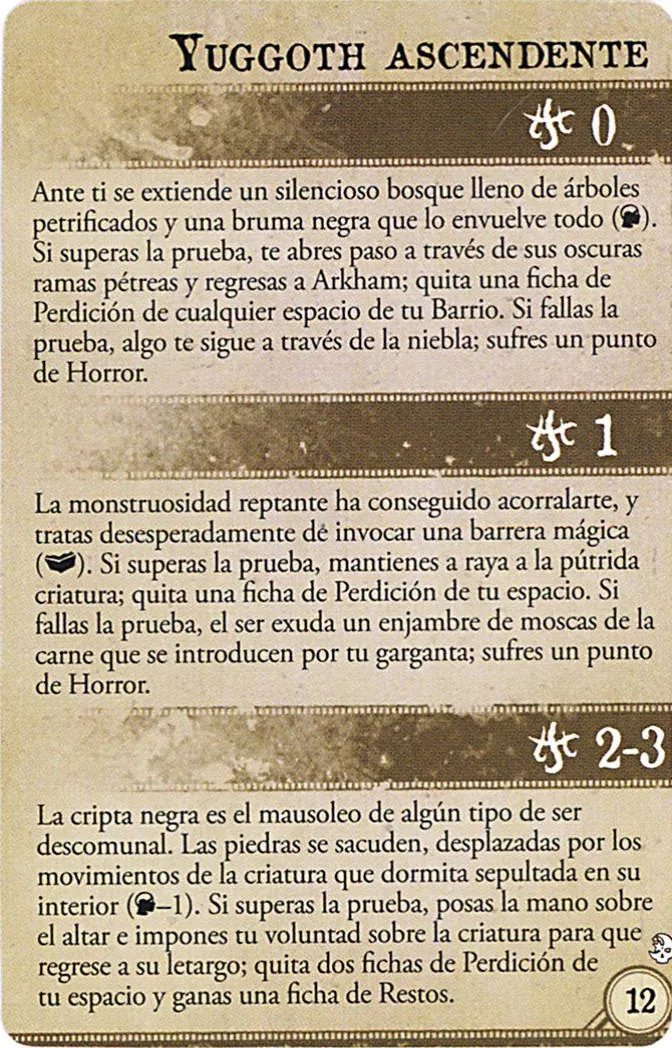 Yuggoth ascendente
0
Ante ti se extiende un silencioso bosque lleno de árboles
petrificados y una bruma negra que lo envuelve todo ( ).
Si superas la prueba, te abres paso a través de sus oscuras
ramas pétreas y regresas a Arkham; quita una ficha de
Perdición de cualquier espacio de tu Barrio. Si fallas la
prueba, algo te sigue a través de la niebla; sufres un punto
de Horror.
1
La monstruosidad reptante ha conseguido acorralarte, y
tratas desesperadamente de invocar una barrera mágica
( ). Si superas la prueba, mantienes a raya a la pútrida
criatura; quita una ficha de Perdición de tu espacio. Si
fallas la prueba, el ser exuda un enjambre de moscas de la
carne que se introducen por tu garganta; sufres un punto
de Horror.
2-3
La cripta negra es el mausoleo de algún tipo de ser
descomunal. Las piedras se sacuden, desplazadas por los
movimientos de la criatura que dormita sepultada en su
interior ( –1). Si superas la prueba, posas la mano sobre
el altar e impones tu voluntad sobre la criatura para que
regrese a su letargo; quita dos fichas de Perdición de
tu espacio y ganas una ficha de Restos.
12